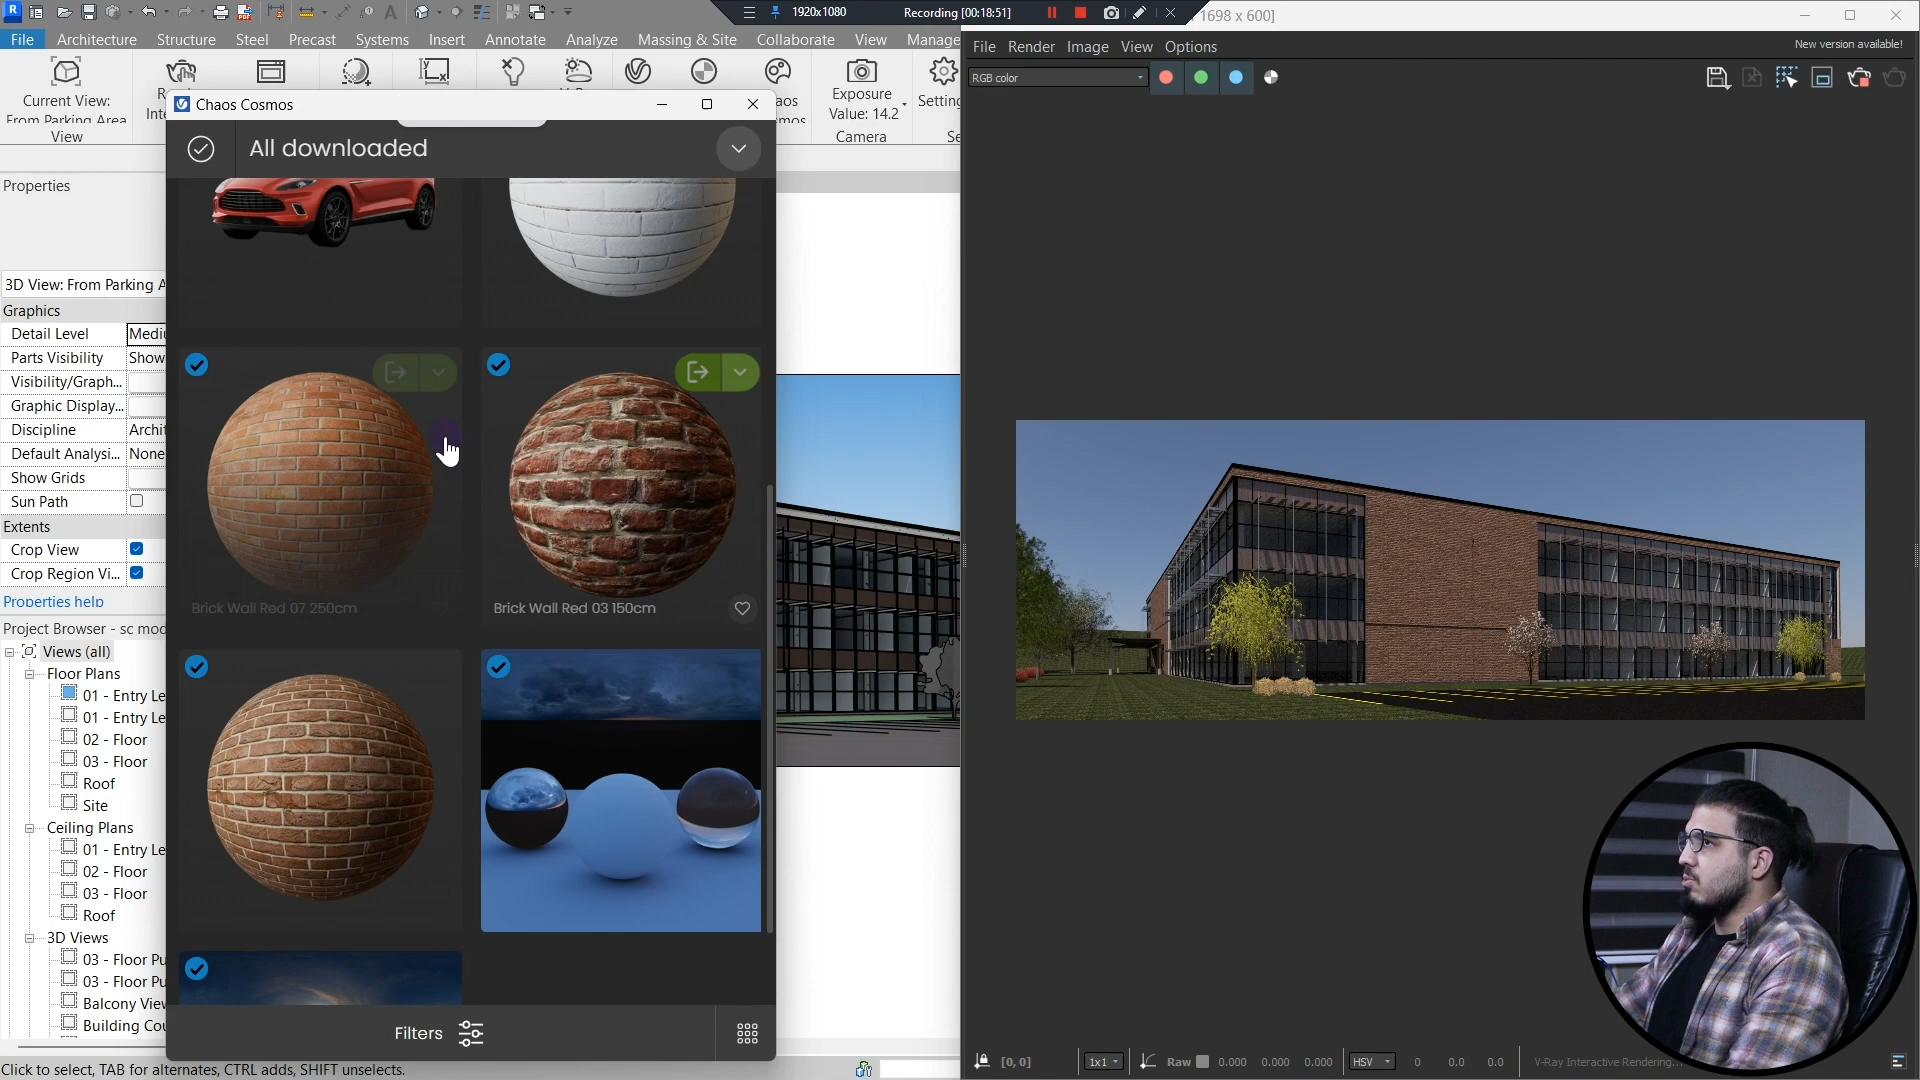 R
1920x1080
Recording [00:18:51]
1698 x 600]
File
Architecture
Structure
Steel
Precast
Systems
Insert
Annotate
Analyze
Massing & Site
Collaborate
View
Manage
File
Render
Image
View
Options
New version available!
RGB color
Current View:
From Parking Area
View
Exposure
Value: 14.2
Camera
Chaos Cosmos
All downloaded
Properties
3D View: From Parking A
Graphics
Detail Level
Parts Visibility
Show
Visibility/Graph...
Graphic Display...
Discipline
Archit
Default Analysi...
None
Show Grids
Sun Path
Extents
Crop View
Crop Region Vi...
Properties help
Brick Wall Red 07 250cm
Brick Wall Red 03 150cm
Project Browser - sc mod
Views (all)
Floor Plans
01 - Entry Le
01 - Entry Le
02 - Floor
03 - Floor
Roof
Site
Ceiling Plans
01 - Entry Le
02 - Floor
03 - Floor
Roof
3D Views
03 - Floor Pu
03 - Floor Pu
Balcony Vie
Building Cou
Filters
Click to select, TAB for alternates, CTRL adds, SHIFT unselects.
[0, 0]
1x1
Raw
0.000
0.000
0.000
HSV
0
0.0
0.0
V-Ray Interactive Rendering...